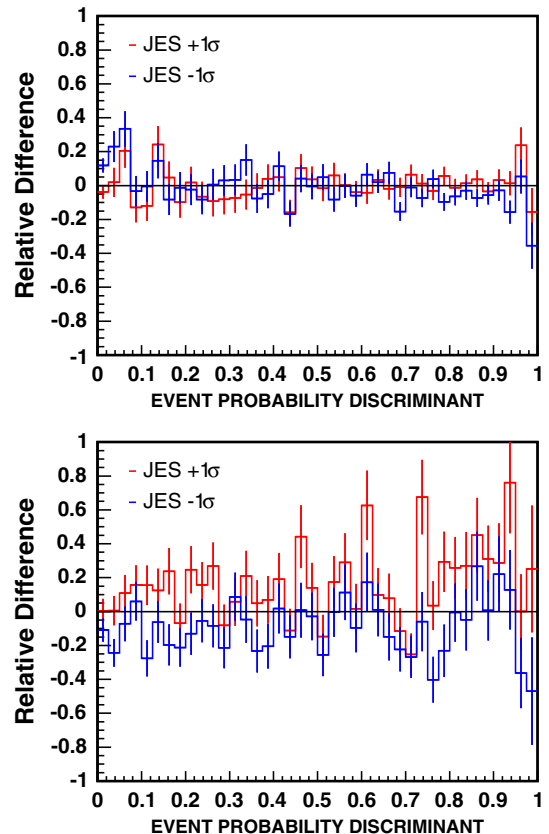 1
0.8
0.6
0.4
0.2
0
-0.2
-0.4
-0.6
-0.8
-1
Relative Difference
JES +1σ
JES -1σ
0 0.1 0.2 0.3 0.4 0.5 0.6 0.7 0.8 0.9 1
EVENT PROBABILITY DISCRIMINANT
1
0.8
0.6
0.4
0.2
0
-0.2
-0.4
-0.6
-0.8
-1
Relative Difference
JES +1σ
JES -1σ
0 0.1 0.2 0.3 0.4 0.5 0.6 0.7 0.8 0.9 1
EVENT PROBABILITY DISCRIMINANT